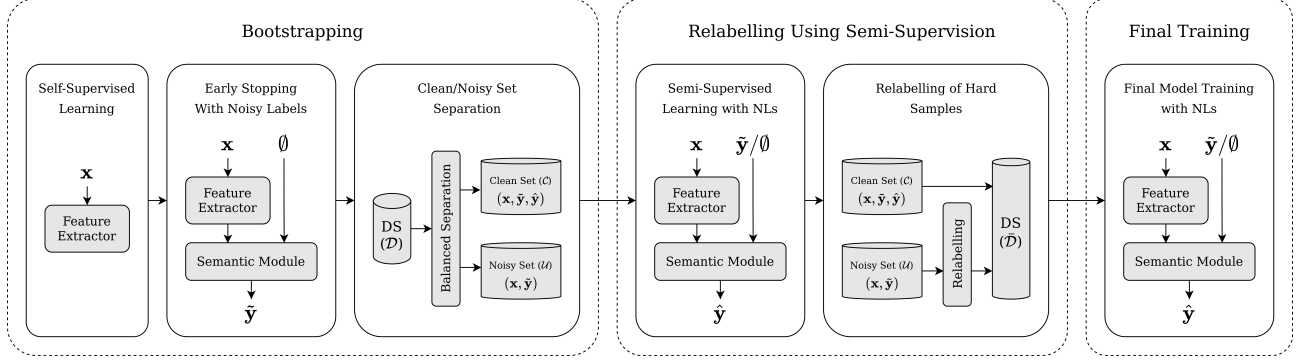 Bootstrapping
Self-Supervised
Learning
x
Feature
Extractor
Early Stopping
With Noisy Labels
x
∅
Feature
Extractor
Semantic Module
ỹ
Clean/Noisy Set
Separation
DS
(𝒟)
Balanced Separation
Clean Set (𝒞)
(x, ỹ, ŷ)
Noisy Set (𝒰)
(x, ỹ)
Relabelling Using Semi-Supervision
Semi-Supervised
Learning with NLs
x
ỹ/∅
Feature
Extractor
Semantic Module
ŷ
Relabelling of Hard
Samples
Clean Set (𝒞)
(x, ỹ, ŷ)
Noisy Set (𝒰)
(x, ỹ)
Relabelling
DS
(𝒟̄)
Final Training
Final Model Training
with NLs
x
ỹ/∅
Feature
Extractor
Semantic Module
ŷ